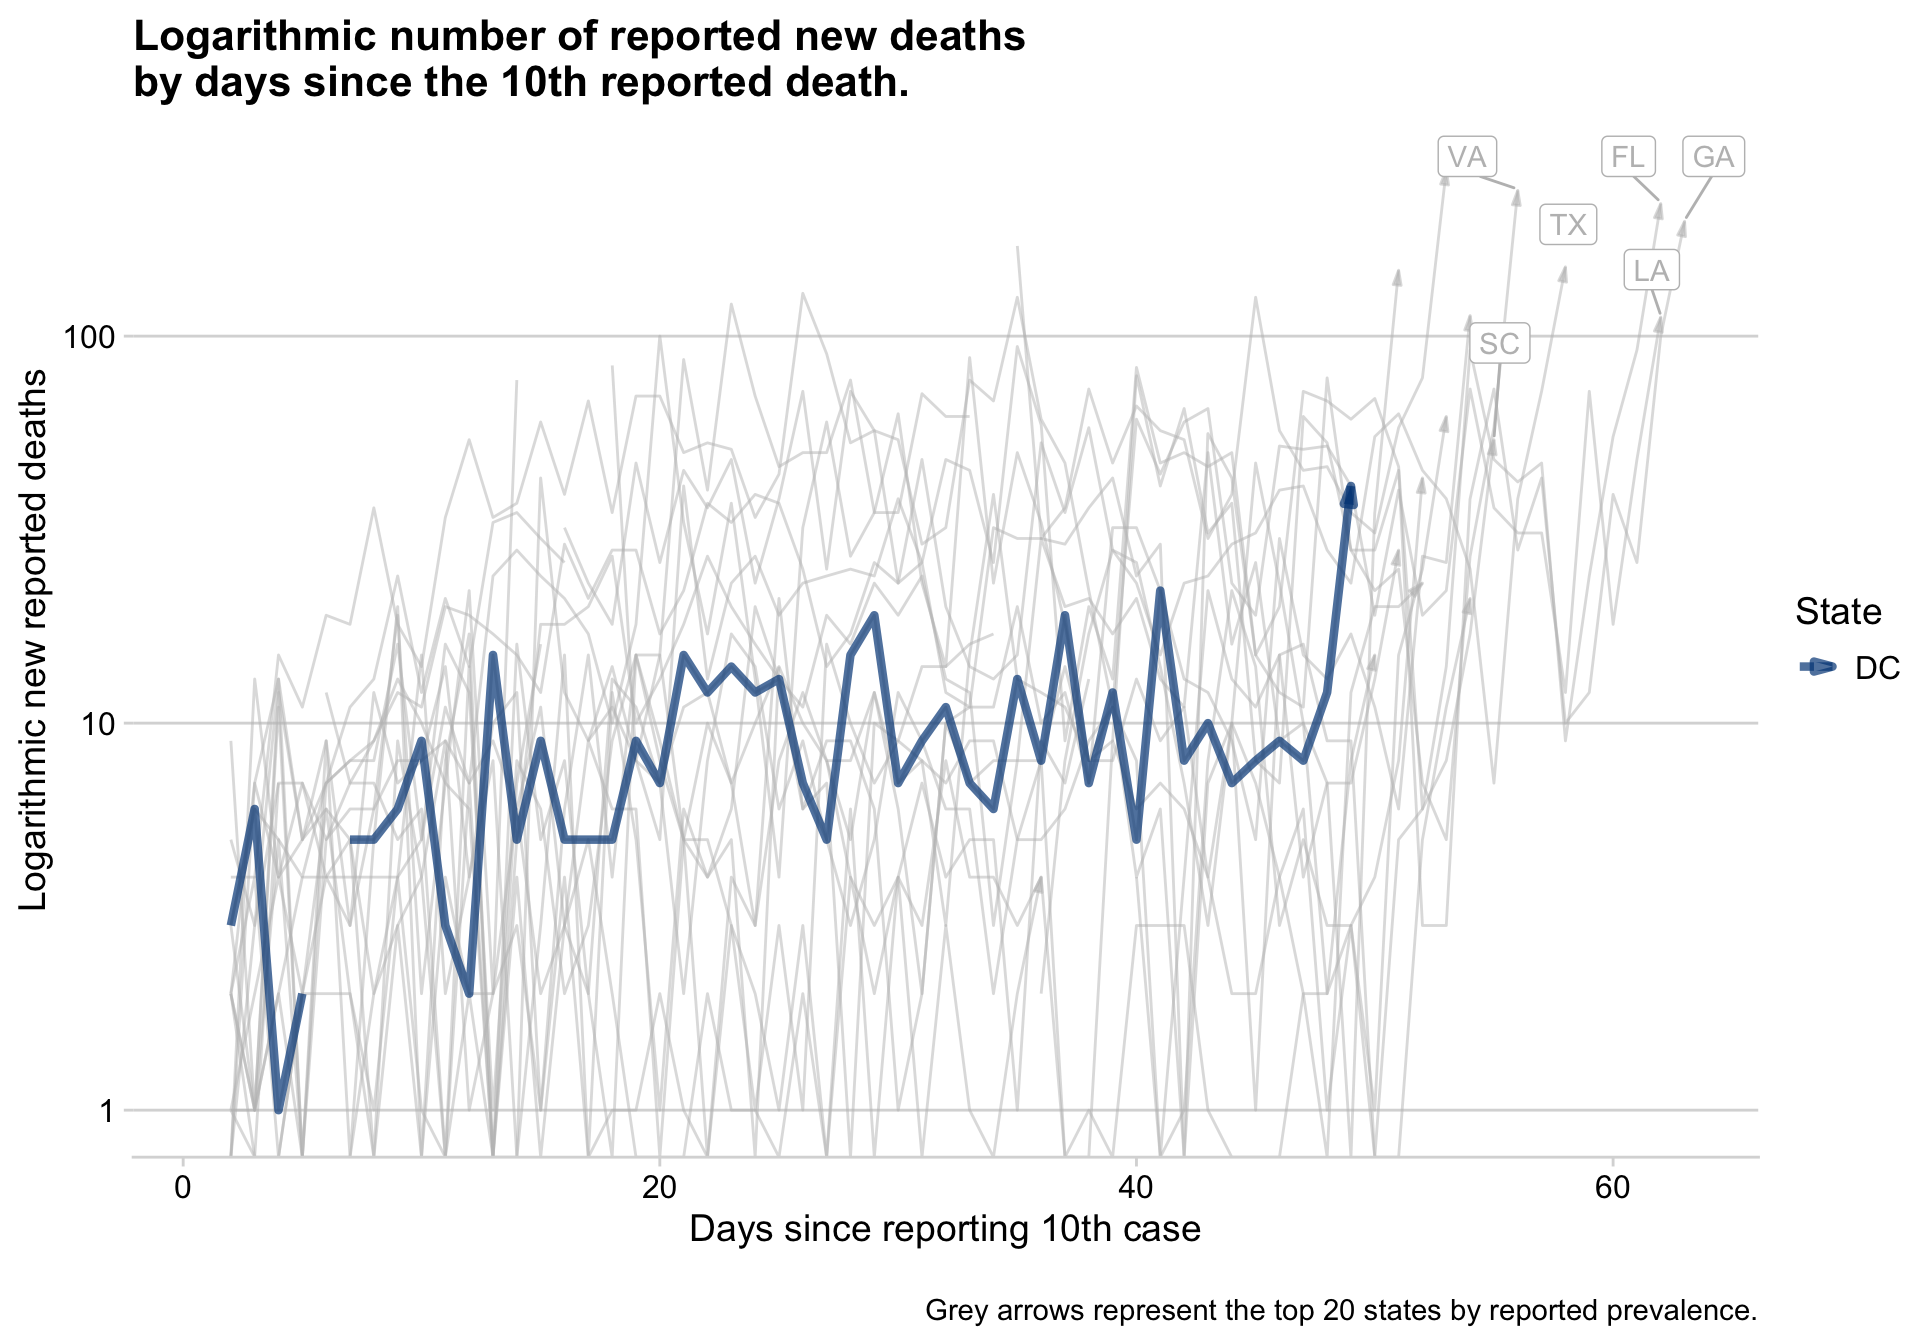 Logarithmic number of reported new deaths
by days since the 10th reported death.
VA
FL
GA
TX
LA
SC
100
10
1
Logarithmic new reported deaths
0
20
40
60
Days since reporting 10th case
State
DC
Grey arrows represent the top 20 states by reported prevalence.